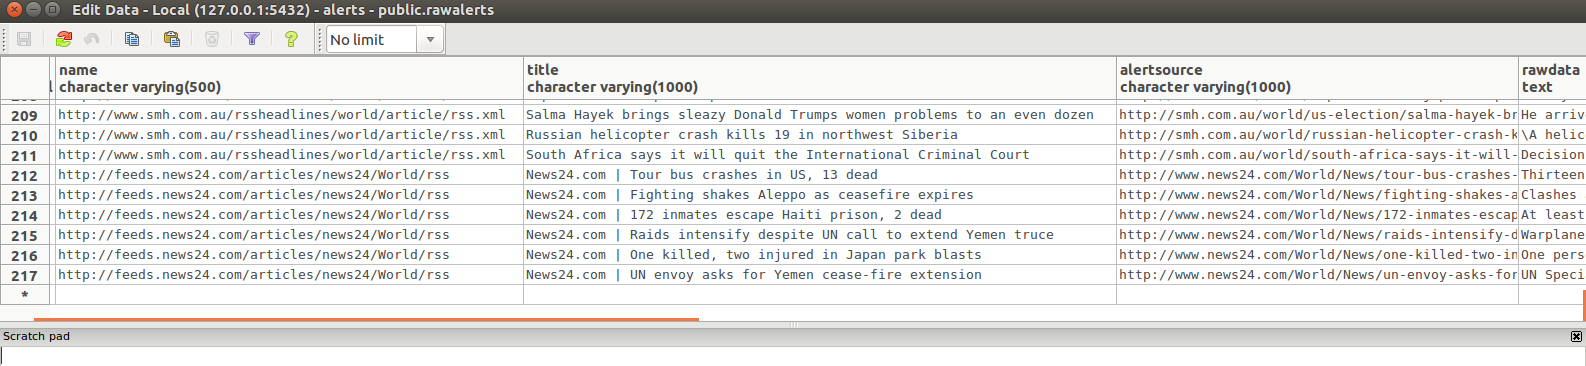 Edit Data - Local (127.0.0.1:5432) - alerts - public.rawalerts
No limit
name title alertsource rawdata
character varying(500) character varying(1000) character varying(1000) text
209 http://www.smh.com.au/rssheadlines/world/article/rss.xml Salma Hayek brings sleazy Donald Trumps women problems to an even dozen http://smh.com.au/world/us-election/salma-hayek-br He arrive
210 http://www.smh.com.au/rssheadlines/world/article/rss.xml Russian helicopter crash kills 19 in northwest Siberia http://smh.com.au/world/russian-helicopter-crash-k \A helic
211 http://www.smh.com.au/rssheadlines/world/article/rss.xml South Africa says it will quit the International Criminal Court http://smh.com.au/world/south-africa-says-it-will- Decision
212 http://feeds.news24.com/articles/news24/World/rss News24.com | Tour bus crashes in US, 13 dead http://www.news24.com/World/News/tour-bus-crashes- Thirteen
213 http://feeds.news24.com/articles/news24/World/rss News24.com | Fighting shakes Aleppo as ceasefire expires http://www.news24.com/World/News/fighting-shakes-a Clashes
214 http://feeds.news24.com/articles/news24/World/rss News24.com | 172 inmates escape Haiti prison, 2 dead http://www.news24.com/World/News/172-inmates-escap At least
215 http://feeds.news24.com/articles/news24/World/rss News24.com | Raids intensify despite UN call to extend Yemen truce http://www.news24.com/World/News/raids-intensify-d Warplane
216 http://feeds.news24.com/articles/news24/World/rss News24.com | One killed, two injured in Japan park blasts http://www.news24.com/World/News/one-killed-two-in One pers
217 http://feeds.news24.com/articles/news24/World/rss News24.com | UN envoy asks for Yemen cease-fire extension http://www.news24.com/World/News/un-envoy-asks-for UN Speci
*
Scratch pad